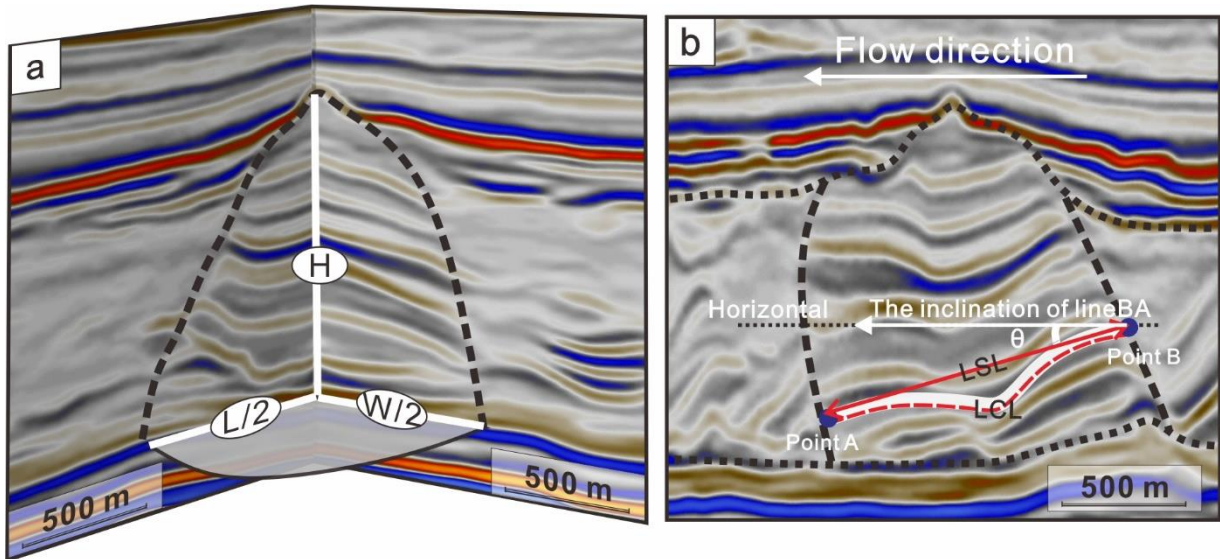 a
H
L/2
W/2
500 m
500 m
b
Flow direction
Horizontal
The inclination of lineBA
θ
Point B
LSL
LCL
Point A
500 m